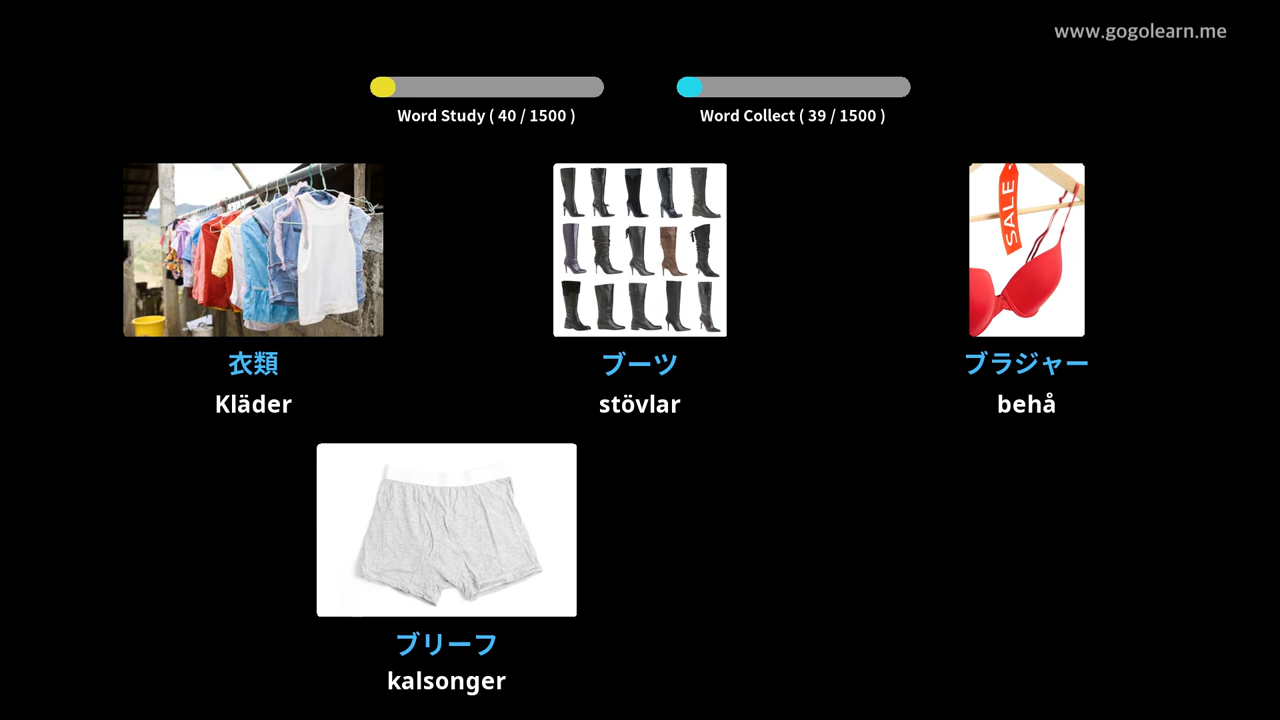 www.gogolearn.me
Word Study ( 40 / 1500 )
Word Collect ( 39 / 1500 )
SALE
衣類
ブーツ
ブラジャー
Kläder
stövlar
behå
ブリーフ
kalsonger